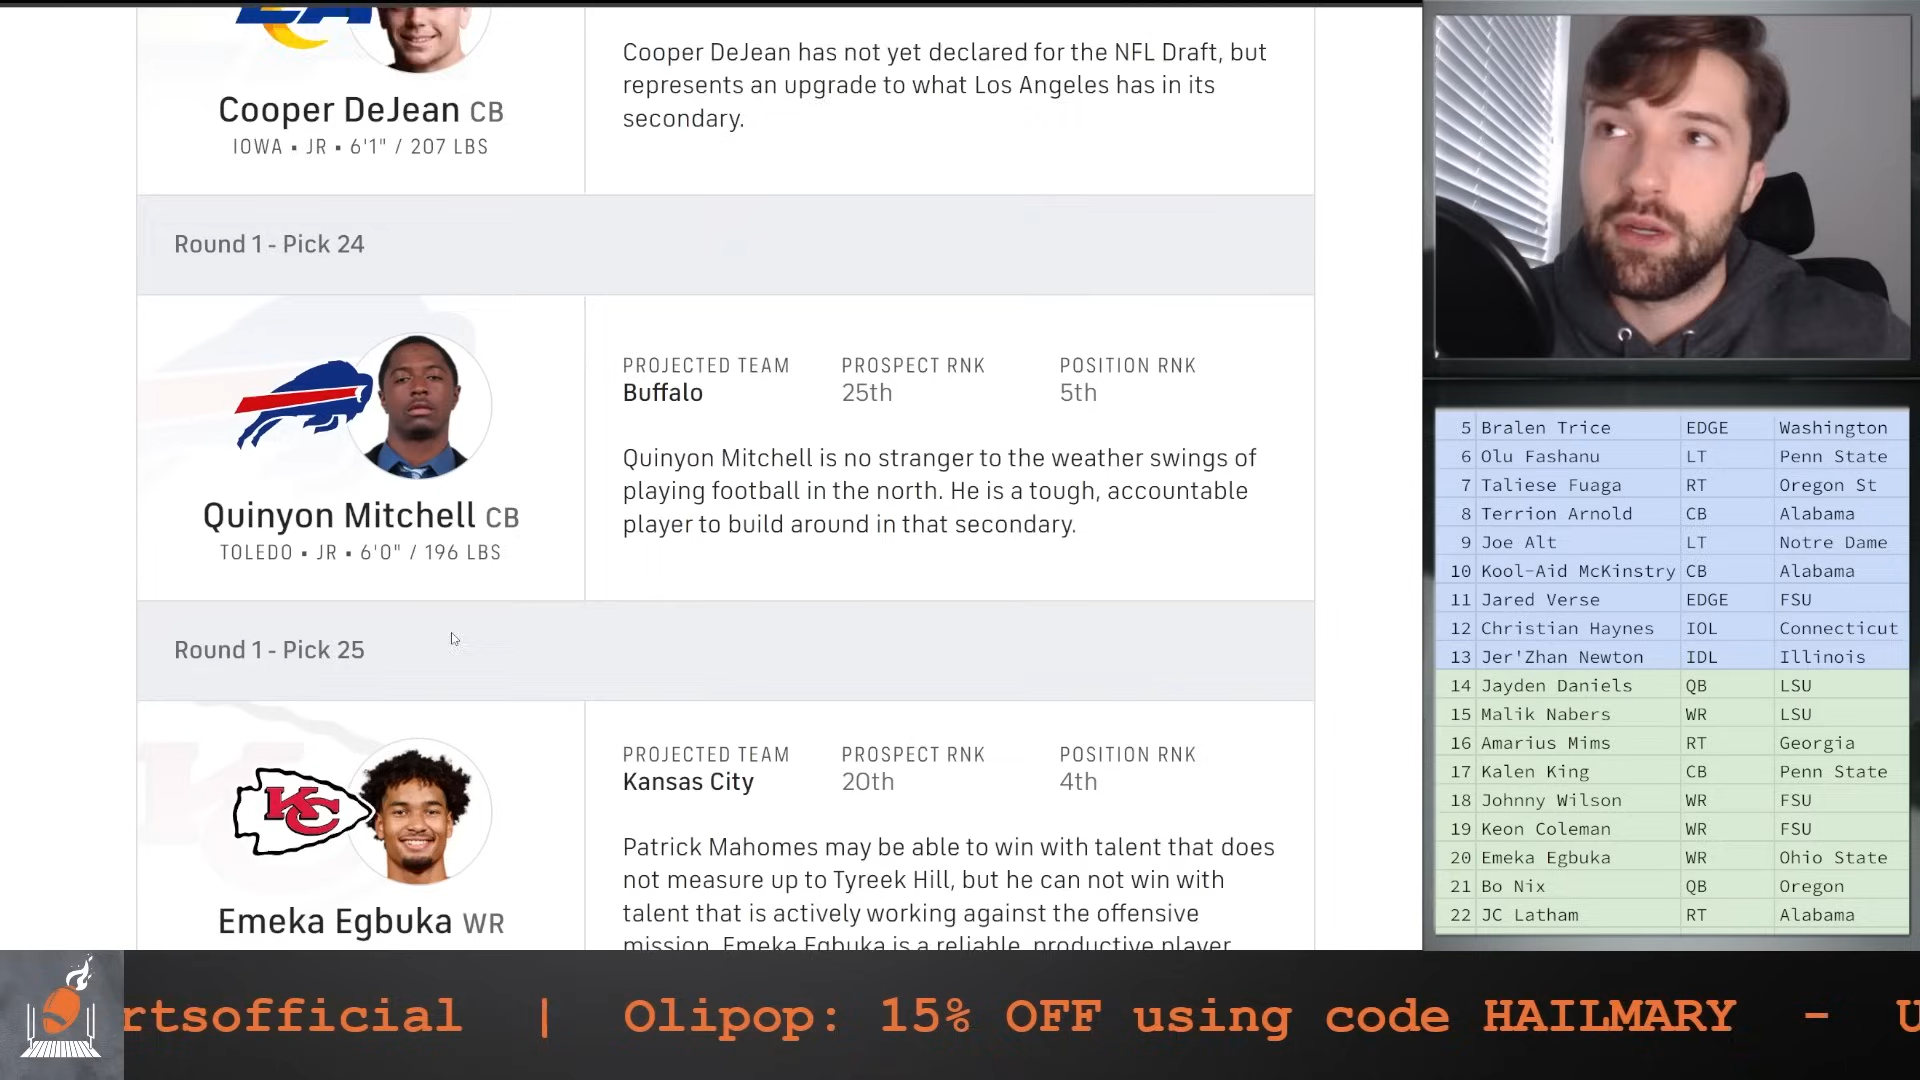 Cooper DeJean CB
IOWA • JR • 6'1" / 207 LBS
Cooper DeJean has not yet declared for the NFL Draft, but
represents an upgrade to what Los Angeles has in its
secondary.
Round 1 - Pick 24
Quinyon Mitchell CB
TOLEDO • JR • 6'0" / 196 LBS
PROJECTED TEAM PROSPECT RNK POSITION RNK
Buffalo 25th 5th
Quinyon Mitchell is no stranger to the weather swings of
playing football in the north. He is a tough, accountable
player to build around in that secondary.
Round 1 - Pick 25
KC
Emeka Egbuka WR
PROJECTED TEAM PROSPECT RNK POSITION RNK
Kansas City 20th 4th
Patrick Mahomes may be able to win with talent that does
not measure up to Tyreek Hill, but he can not win with
talent that is actively working against the offensive
mission. Emeka Egbuka is a reliable, productive player
5 Bralen Trice EDGE Washington
6 Olu Fashanu LT Penn State
7 Taliese Fuaga RT Oregon St
8 Terrion Arnold CB Alabama
9 Joe Alt LT Notre Dame
10 Kool-Aid McKinstry CB Alabama
11 Jared Verse EDGE FSU
12 Christian Haynes IOL Connecticut
13 Jer'Zhan Newton IDL Illinois
14 Jayden Daniels QB LSU
15 Malik Nabers WR LSU
16 Amarius Mims RT Georgia
17 Kalen King CB Penn State
18 Johnny Wilson WR FSU
19 Keon Coleman WR FSU
20 Emeka Egbuka WR Ohio State
21 Bo Nix QB Oregon
22 JC Latham RT Alabama
rtsofficial | Olipop: 15% OFF using code HAILMARY - U